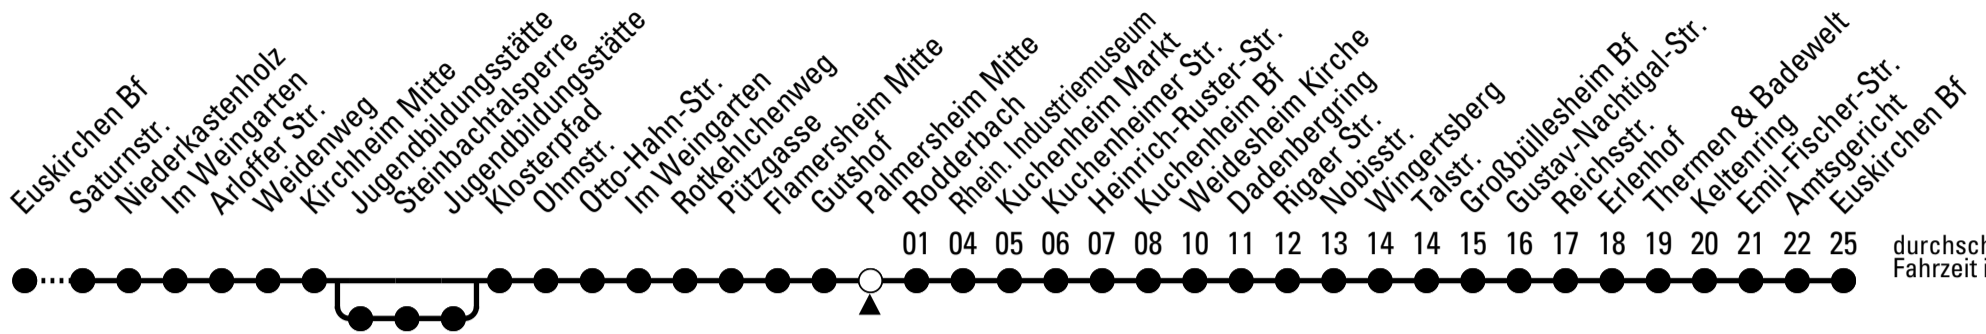 Euskirchen Bf
Saturnstr.
Niederkastenholz
Im Weingarten
Arloffer Str.
Weidenweg
Kirchheim Mitte
Jugendbildungsstätte
Steinbachtalsperre
Jugendbildungsstätte
Klosterpfad
Ohmstr.
Otto-Hahn-Str.
Im Weingarten
Rotkehlchenweg
Pützgasse
Flamersheim Mitte
Gutshof
Palmersheim Mitte
Rodderbach
Rhein. Industriemuseum
Kuchenheim Markt
Kuchenheimer Str.
Heinrich-Ruster-Str.
Kuchenheim Bf
Weidesheim Kirche
Dadenbergring
Rigaer Str.
Nobisstr.
Wingertsberg
Talstr.
Großbüllesheim Bf
Gustav-Nachtigal-Str.
Reichsstr.
Erlenhof
Thermen & Badewelt
Keltenring
Emil-Fischer-Str.
Amtsgericht
Euskirchen Bf
01 04 05 06 07 08 10 11 12 13 14 14 15 16 17 18 19 20 21 22 25
durchsch
Fahrzeit i